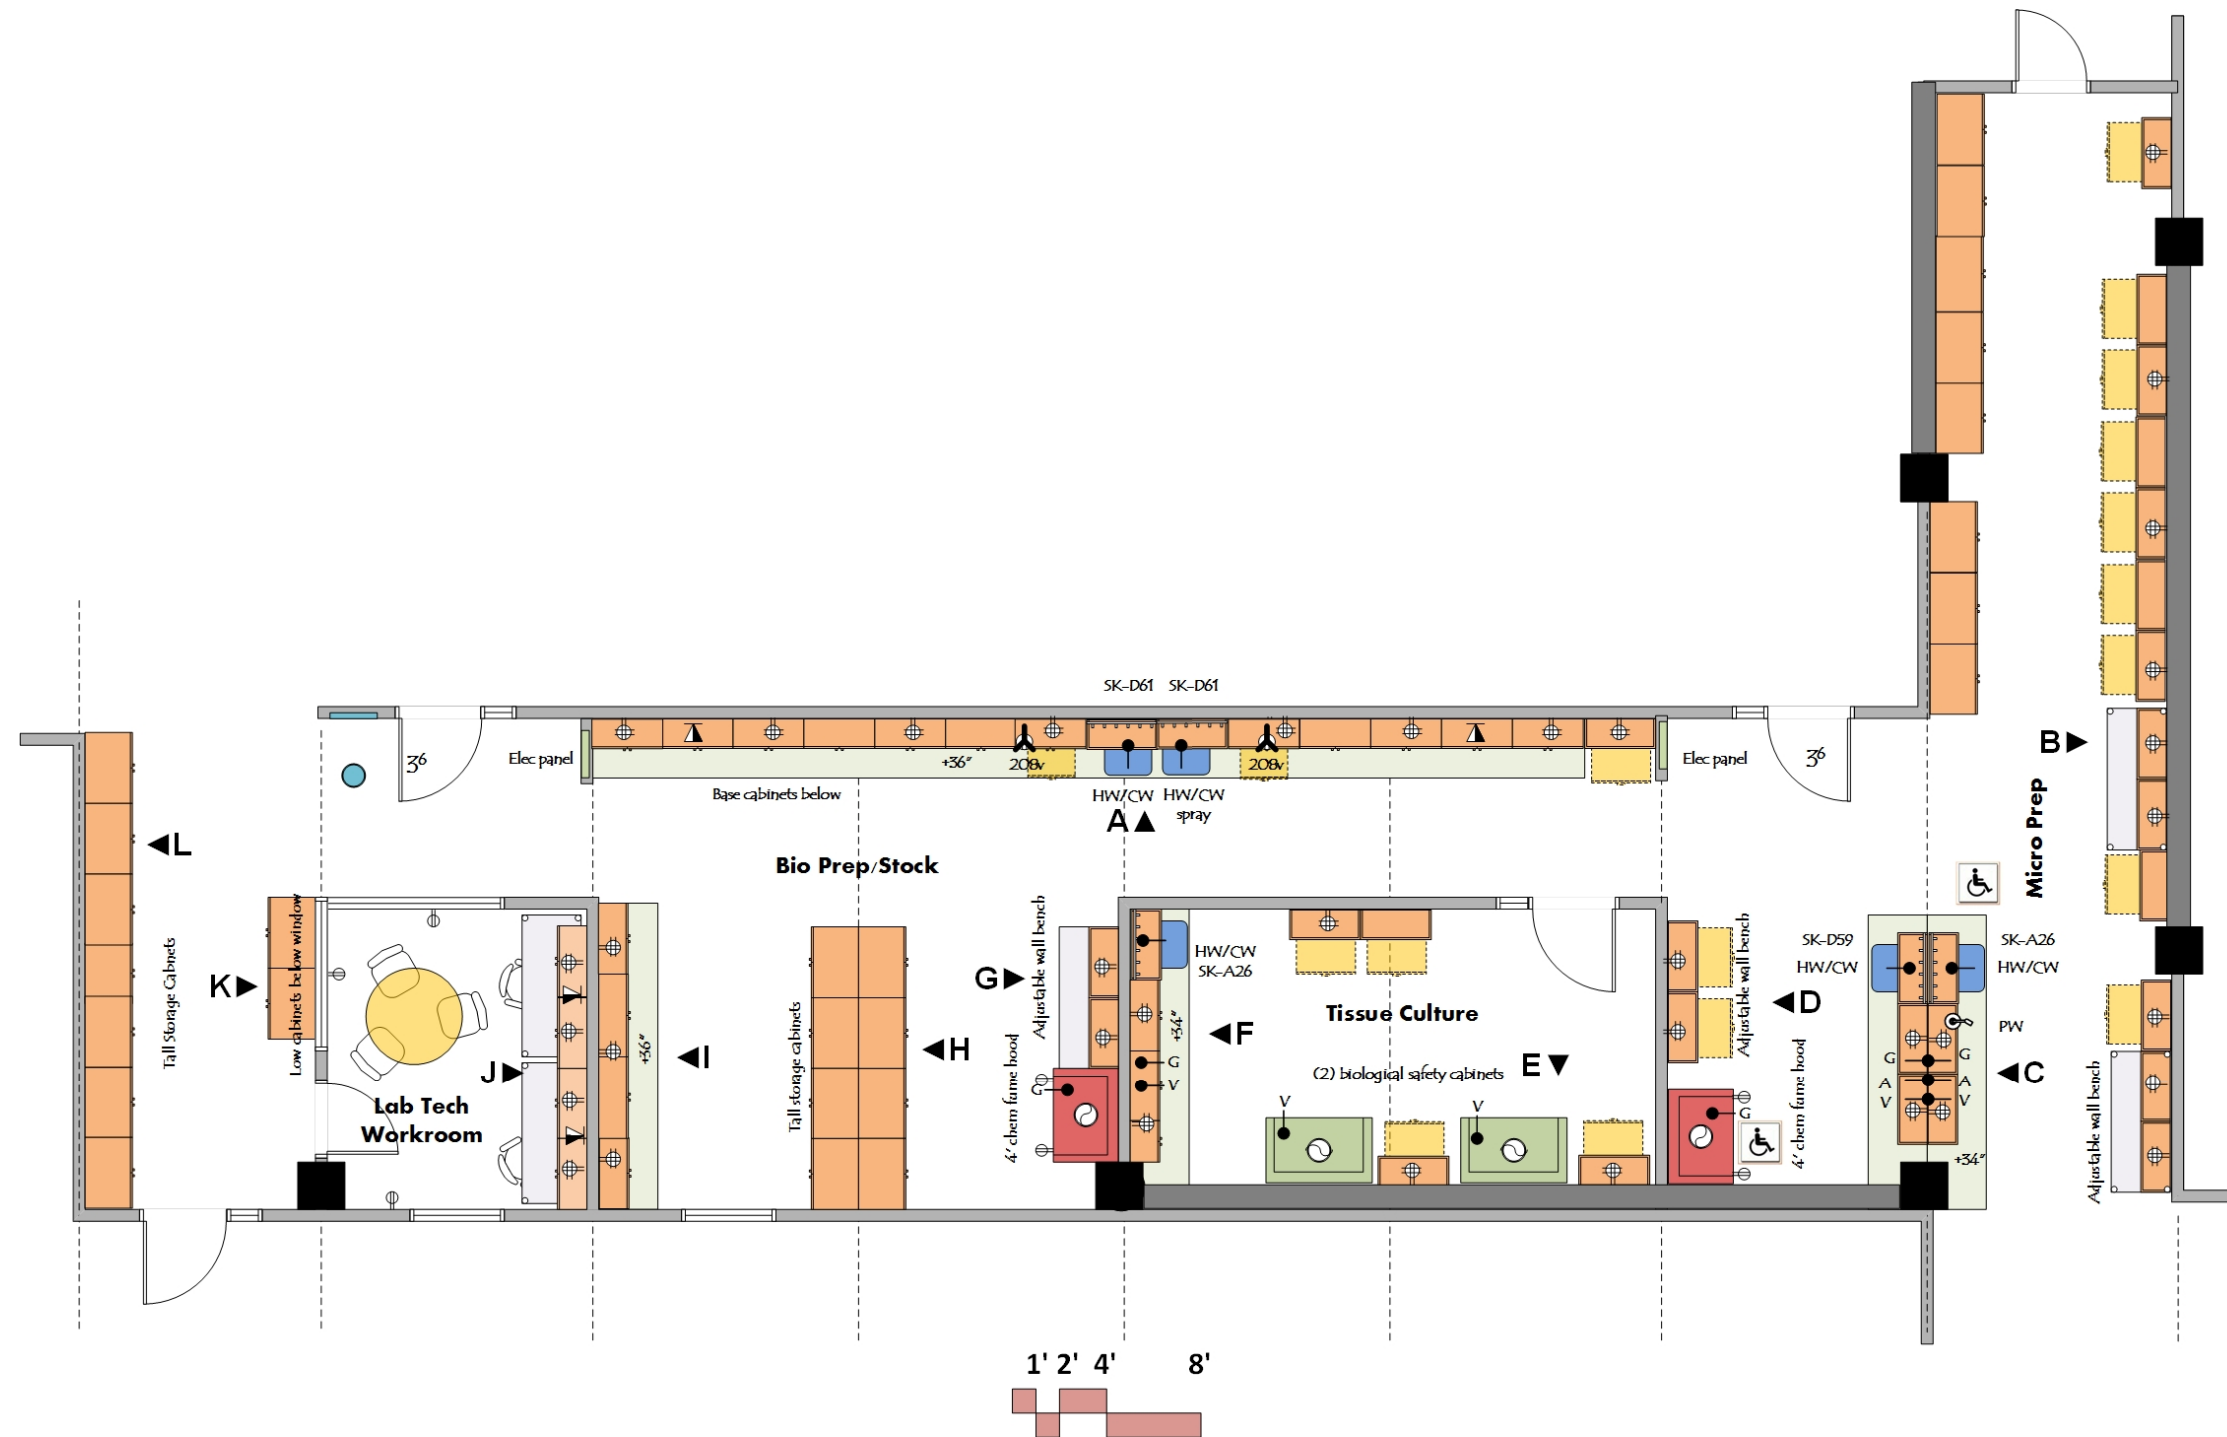 SK-D61 SK-D61
36
Elec panel
+36"
208v
208v
Elec panel
36
Base cabinets below
HW/CW HW/CW
spray
A
B
Micro Prep
L
Bio Prep/Stock
Tall Storage Cabinets
K
Low cabinets below window
J
Lab Tech
Workroom
+36"
I
Tall storage cabinets
H
G
Adjustable wall bench
4' chem fume hood
G
HW/CW
SK-A26
+34"
F
G
V
Tissue Culture
(2) biological safety cabinets
E
V
V
Adjustable wall bench
D
4' chem fume hood
G
SK-D59
HW/CW
SK-A26
HW/CW
PW
G
A
V
G
A
V
C
+34"
Adjustable wall bench
1' 2' 4' 8'